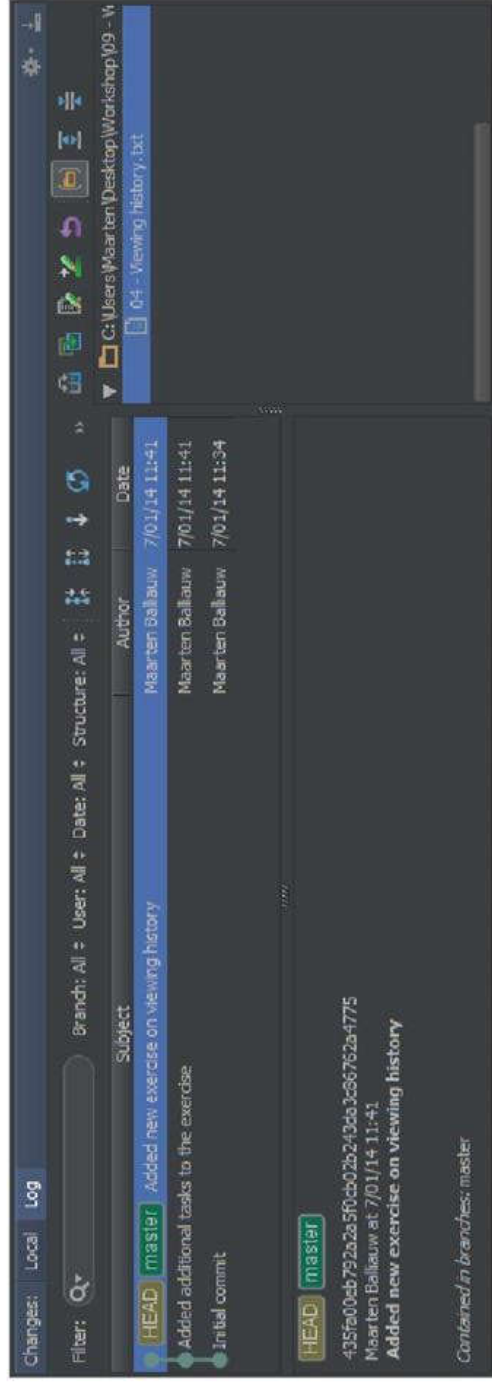 Changes: Local Log
Filter: Branch: All User: All Date: All Structure: All
Subject Author Date
HEAD master Added new exercise on viewing history Maarten Balliauw 7/01/14 11:41
Added additional tasks to the exercise Maarten Balliauw 7/01/14 11:41
Initial commit Maarten Balliauw 7/01/14 11:34
C:\Users\Maarten\Desktop\Workshop\09 -
04 - Viewing history.txt
HEAD master
435fa00eb792a2a5f0cb02b243da3c86762a4775
Maarten Balliauw at 7/01/14 11:41
Added new exercise on viewing history
Contained in branches: master